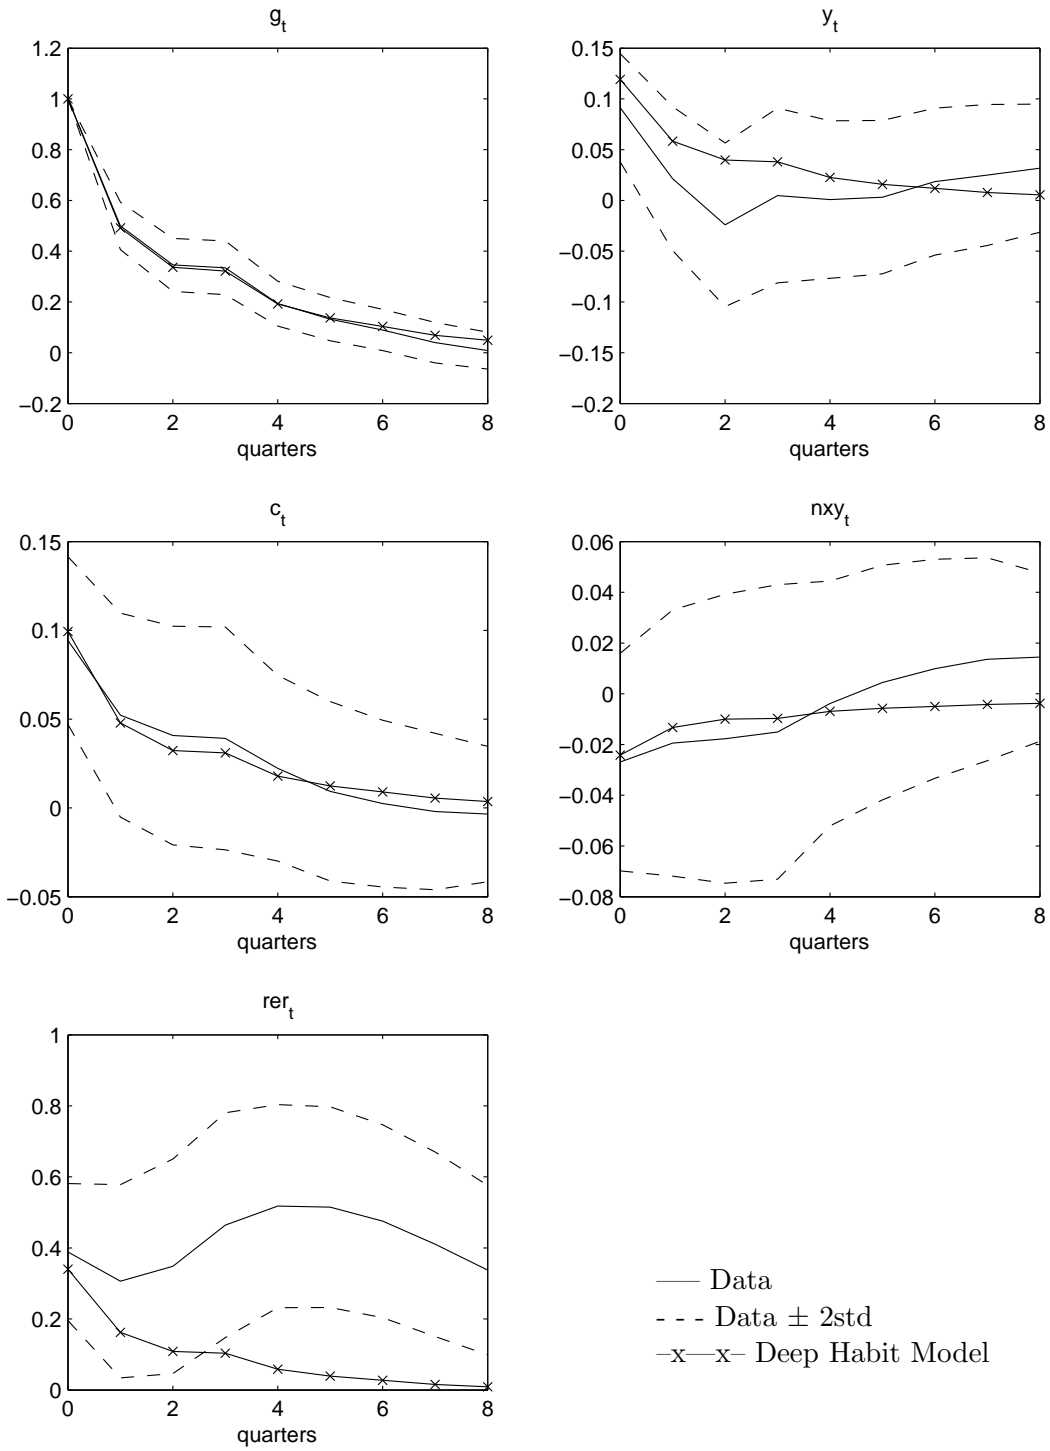 g_t
1.2
1
0.8
0.6
0.4
0.2
0
−0.2
0 2 4 6 8
quarters
y_t
0.15
0.1
0.05
0
−0.05
−0.1
−0.15
−0.2
0 2 4 6 8
quarters
c_t
0.15
0.1
0.05
0
−0.05
0 2 4 6 8
quarters
nxy_t
0.06
0.04
0.02
0
−0.02
−0.04
−0.06
−0.08
0 2 4 6 8
quarters
rer_t
1
0.8
0.6
0.4
0.2
0
0 2 4 6 8
quarters
—— Data
- - - Data ± 2std
–x—x– Deep Habit Model